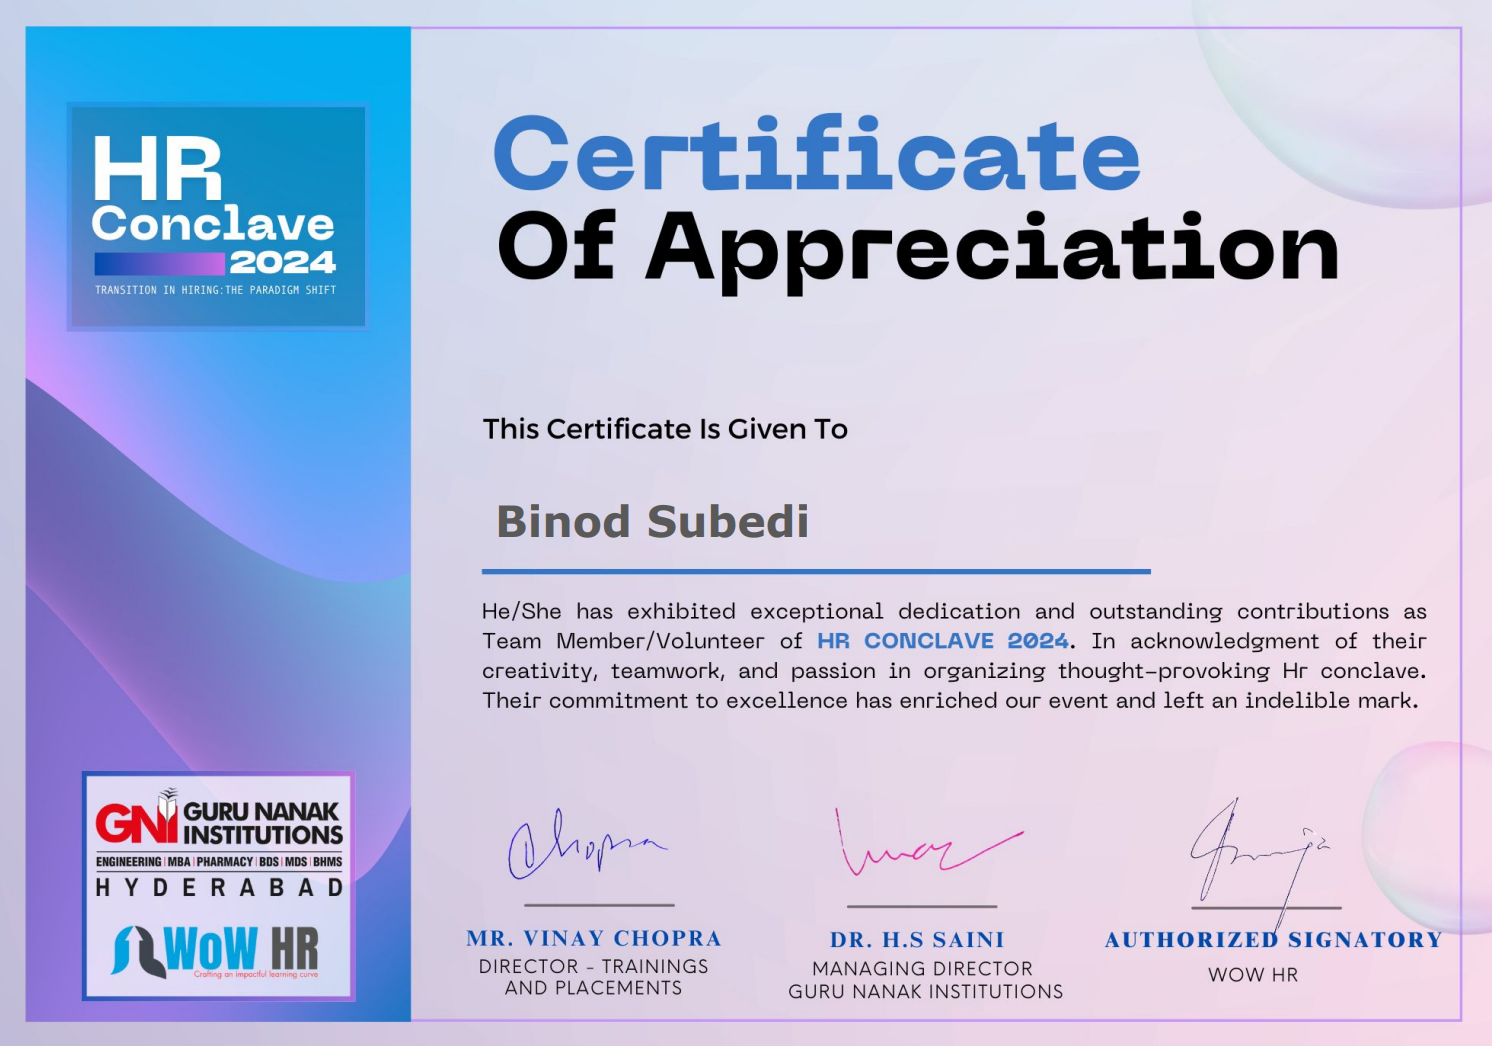 HR
Conclave
2024
TRANSITION IN HIRING:THE PARADIGM SHIFT
Certificate
Of Appreciation
This Certificate Is Given To
Binod Subedi
He/She has exhibited exceptional dedication and outstanding contributions as
Team Member/Volunteer of HR CONCLAVE 2024. In acknowledgment of their
creativity, teamwork, and passion in organizing thought-provoking Hr conclave.
Their commitment to excellence has enriched our event and left an indelible mark.
GNI GURU NANAK
INSTITUTIONS
ENGINEERING | MBA | PHARMACY | BDS | MDS | BHMS
HYDERABAD
WOW HR
Crafting an impactful learning curve
Chopra
MR. VINAY CHOPRA
DIRECTOR - TRAININGS
AND PLACEMENTS
DR. H.S SAINI
MANAGING DIRECTOR
GURU NANAK INSTITUTIONS
AUTHORIZED SIGNATORY
WOW HR